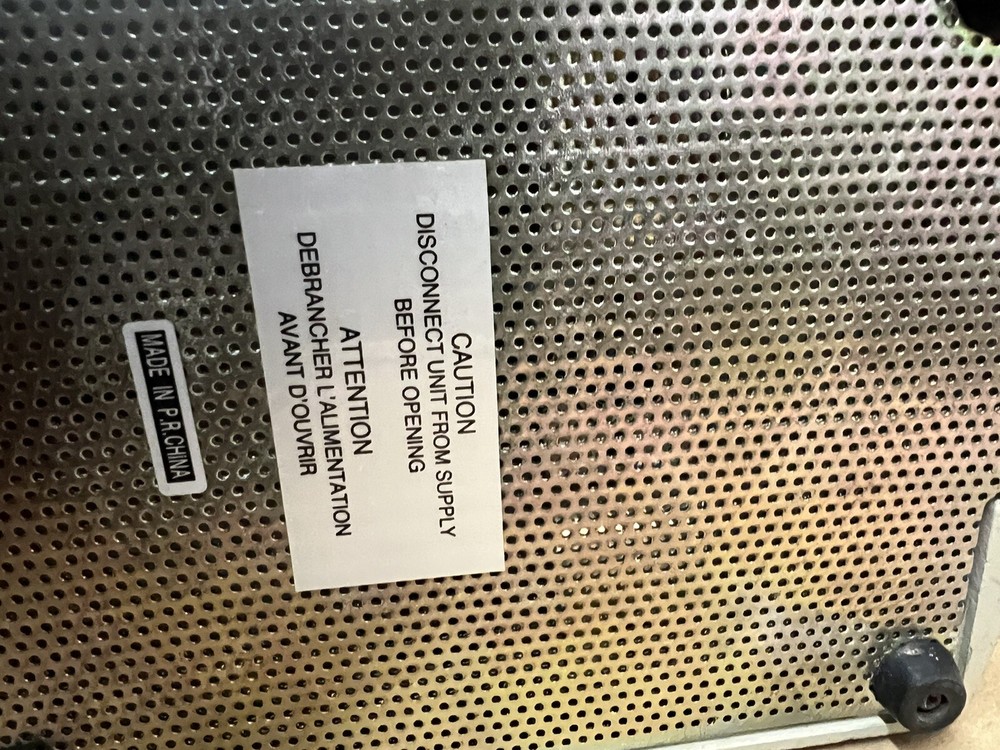 CAUTION
DISCONNECT UNIT FROM SUPPLY
BEFORE OPENING
ATTENTION
DEBRANCHER L'ALIMENTATION
AVANT D'OUVRIR
MADE IN P.R.CHINA